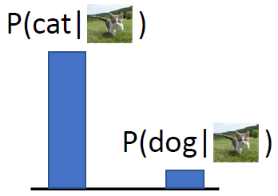 P(cat| )
P(dog| )